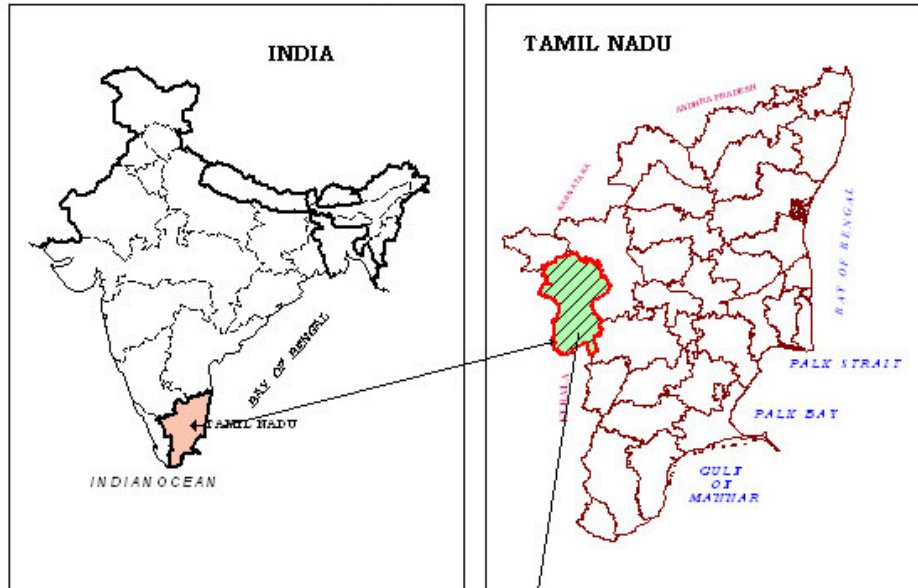 INDIA
BAY OF BENGAL
TAMIL NADU
INDIAN OCEAN
TAMIL NADU
ANDHRA PRADESH
KARNATAKA
BAY OF BENGAL
KERALA
PALK STRAIT
PALK BAY
GULF
OF
MANNAR